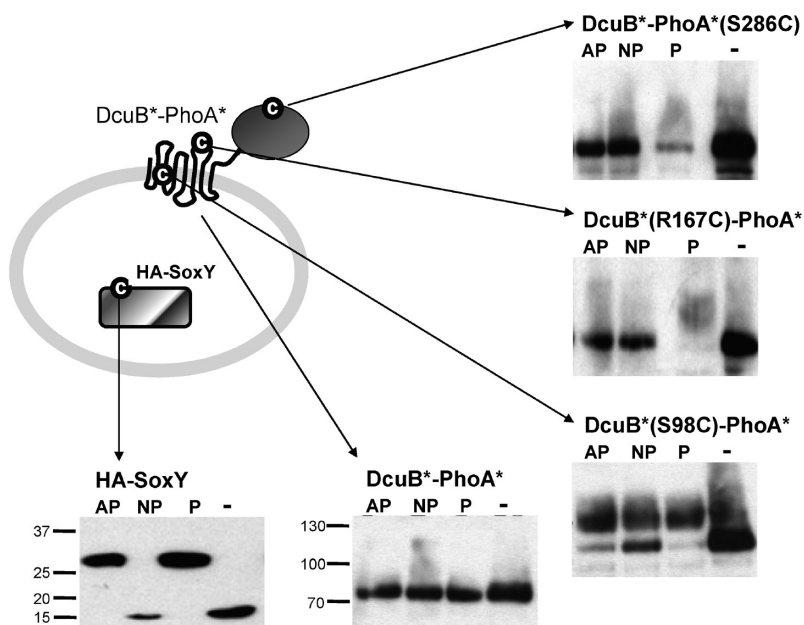 DcuB*-PhoA*(S286C)
AP NP P -
DcuB*-PhoA*
C
C
C
DcuB*(R167C)-PhoA*
AP NP P -
HA-SoxY
C
DcuB*(S98C)-PhoA*
AP NP P -
HA-SoxY
AP NP P -
37
25
20
15
DcuB*-PhoA*
AP NP P -
130
100
70